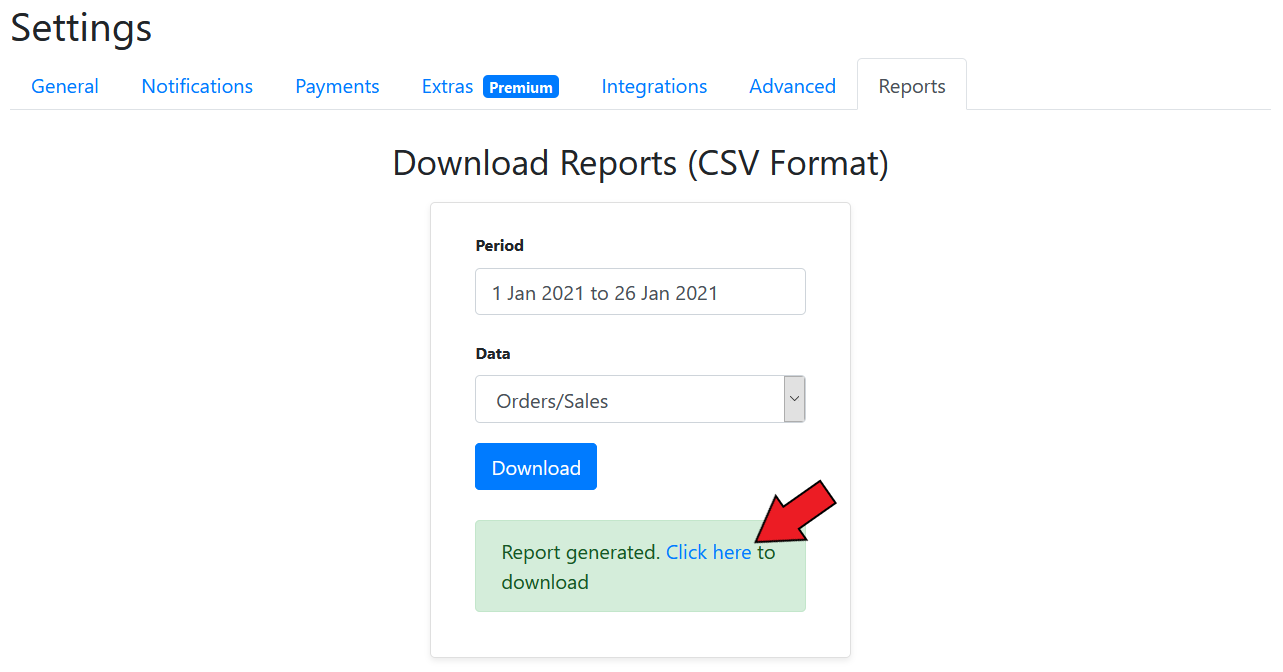 Settings
General Notifications Payments Extras Premium Integrations Advanced Reports
Download Reports (CSV Format)
Period
1 Jan 2021 to 26 Jan 2021
Data
Orders/Sales
Download
Report generated. Click here to
download